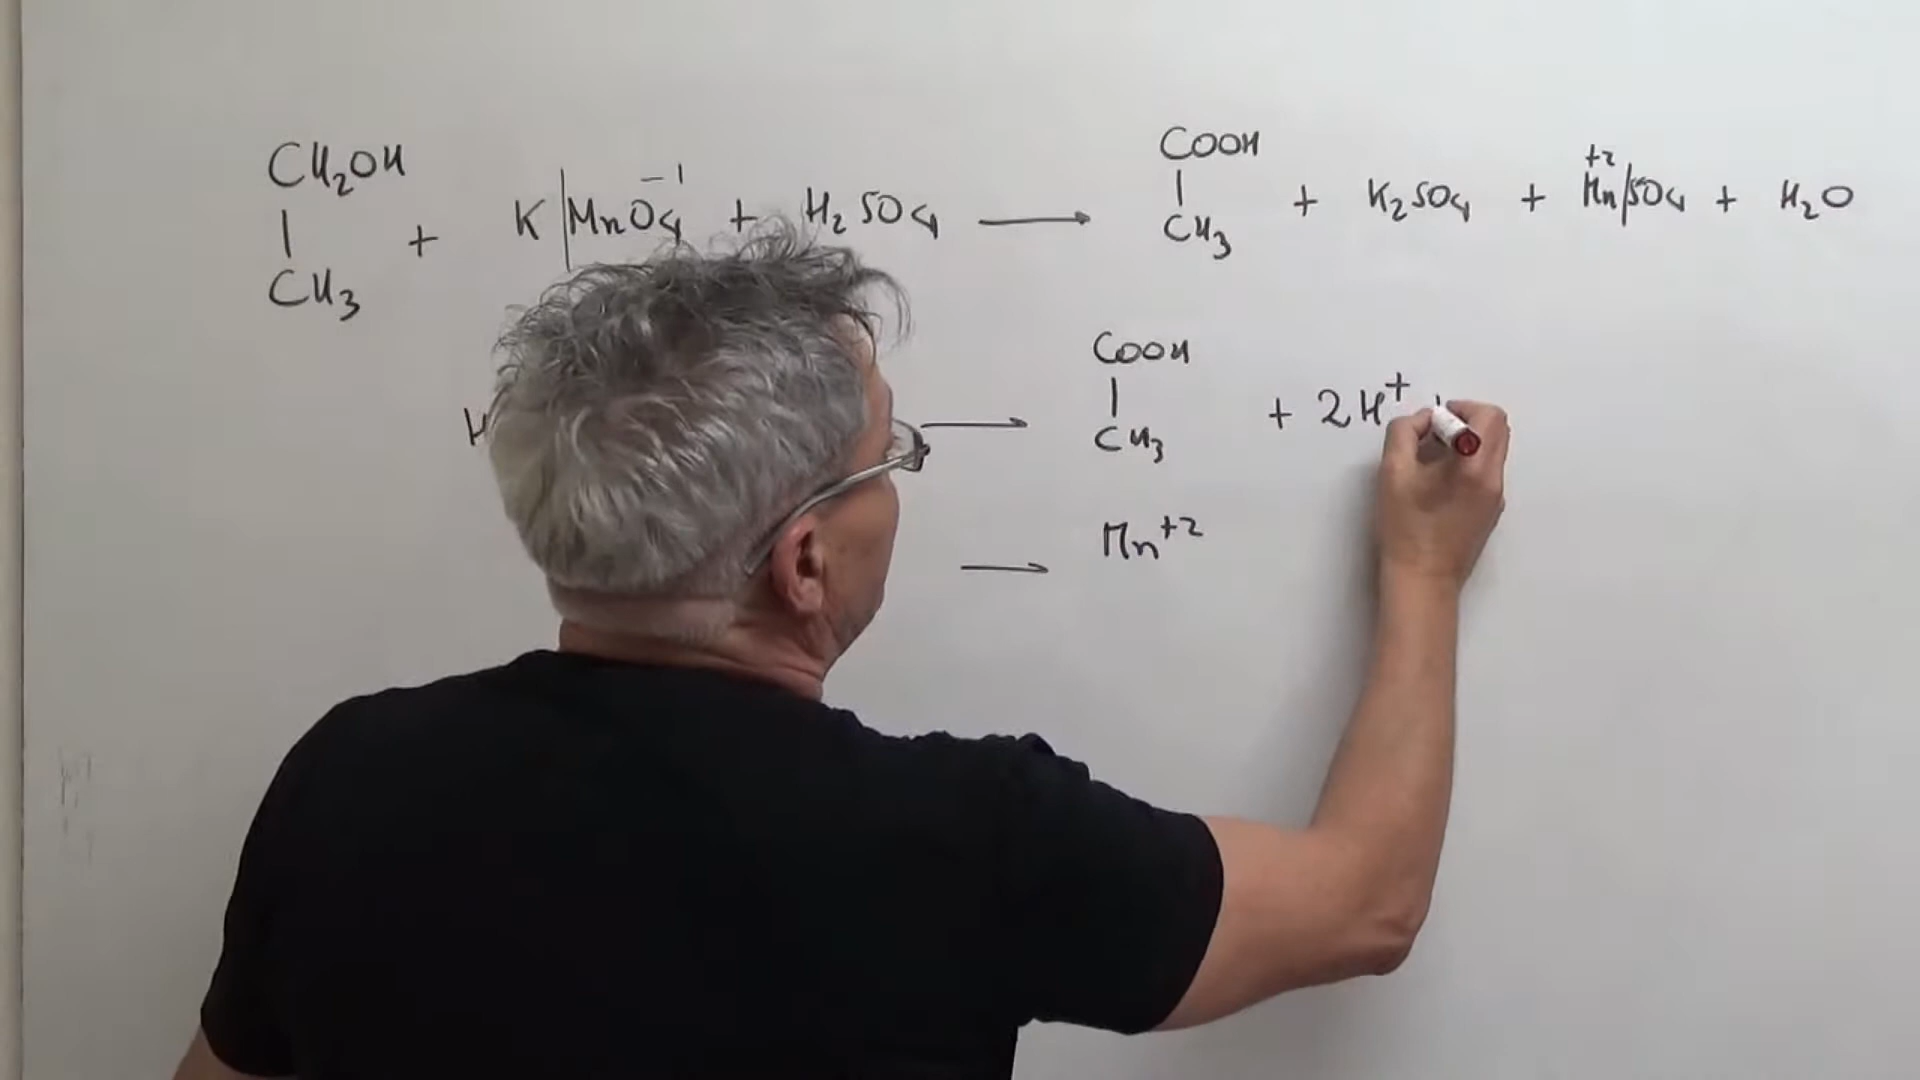 CH₂OH
|
CH₃ + K|MnO₄⁻¹ + H₂SO₄ ⟶ COOH
|
CH₃ + K₂SO₄ + Mn⁺²|SO₄ + H₂O
H ⟶ COOH
|
CH₃ + 2H⁺
⟶ Mn⁺²